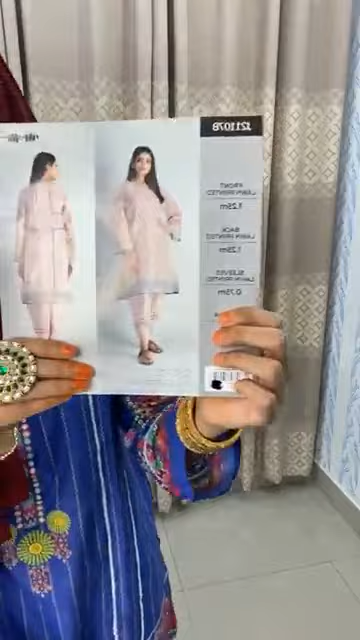 1211078
FRONT
LAWN PRINTED
1.25m
BACK
LAWN PRINTED
1.25m
SLEEVES
LAWN PRINTED
0.75m